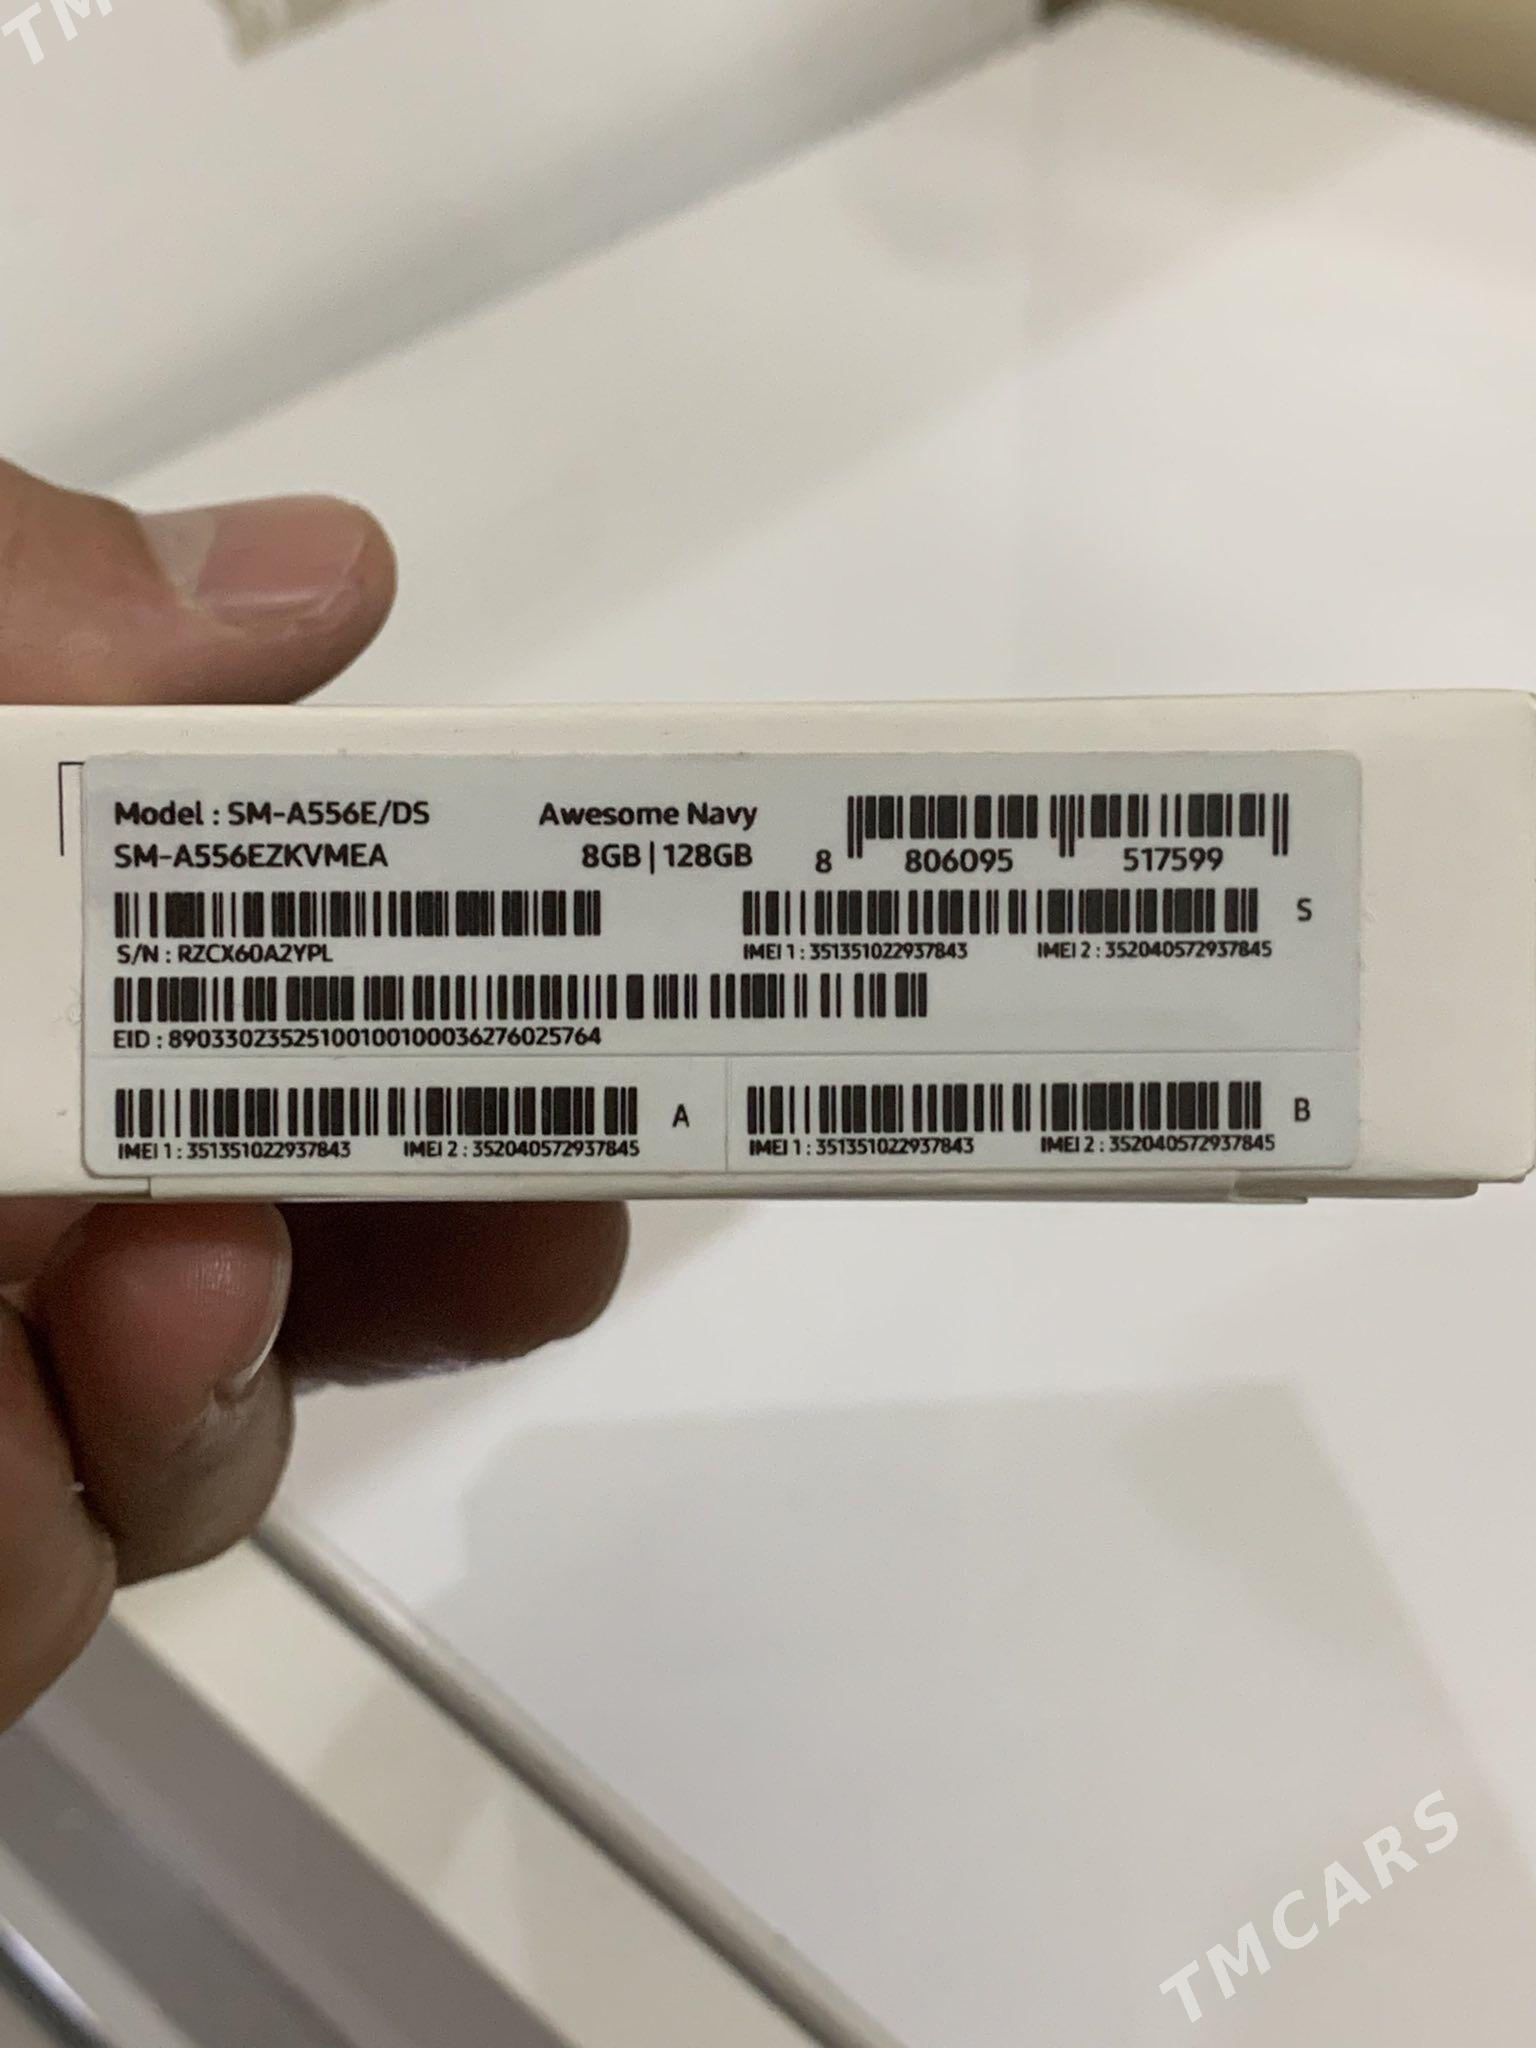 TM
Model : SM-A556E/DS Awesome Navy
SM-A556EZKVMEA 8GB | 128GB
8 806095 517599
S/N : RZCX60A2YPL
IMEI 1 : 351351022937843 IMEI 2 : 352040572937845 S
EID : 89033023525100100100036276025764
IMEI 1 : 351351022937843 IMEI 2 : 352040572937845 A
IMEI 1 : 351351022937843 IMEI 2 : 352040572937845 B
TMCARS